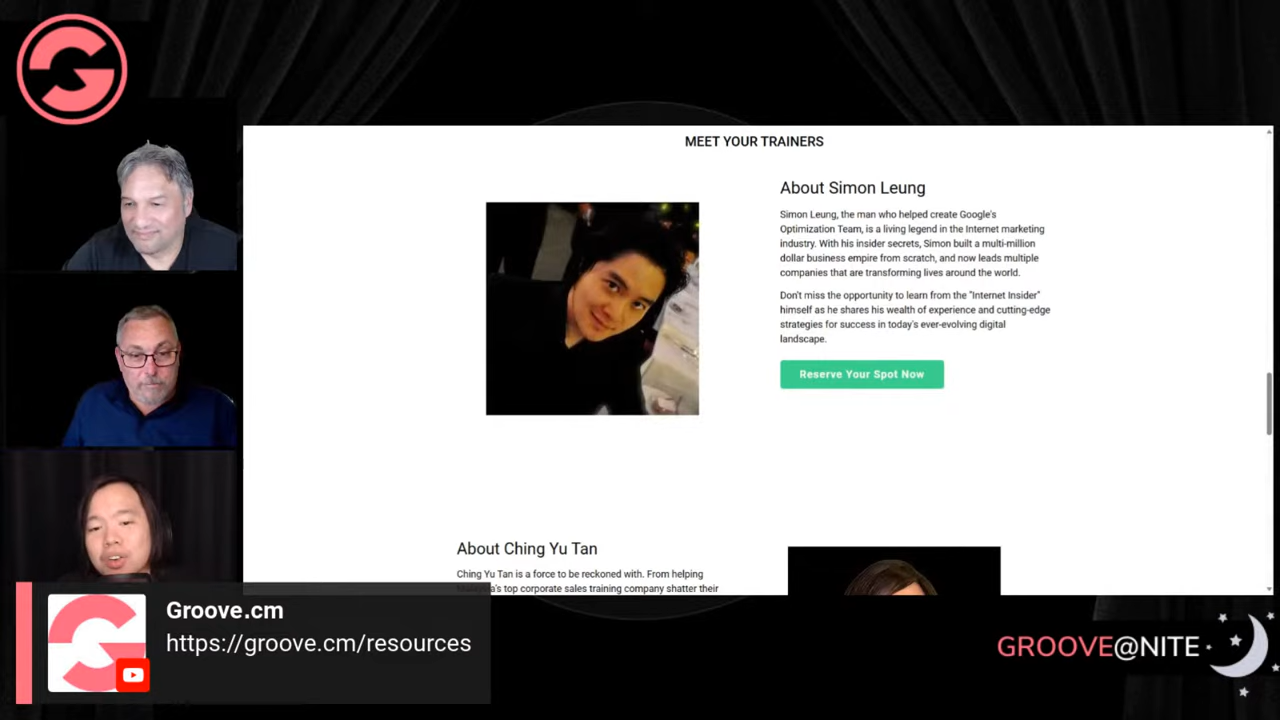 MEET YOUR TRAINERS
About Simon Leung
Simon Leung, the man who helped create Google's
Optimization Team, is a living legend in the Internet marketing
industry. With his insider secrets, Simon built a multi-million
dollar business empire from scratch, and now leads multiple
companies that are transforming lives around the world.
Don't miss the opportunity to learn from the "Internet Insider"
himself as he shares his wealth of experience and cutting-edge
strategies for success in today's ever-evolving digital
landscape.
Reserve Your Spot Now
About Ching Yu Tan
Ching Yu Tan is a force to be reckoned with. From helping
top corporate sales training company shatter their
Groove.cm
https://groove.cm/resources
GROOVE@NITE